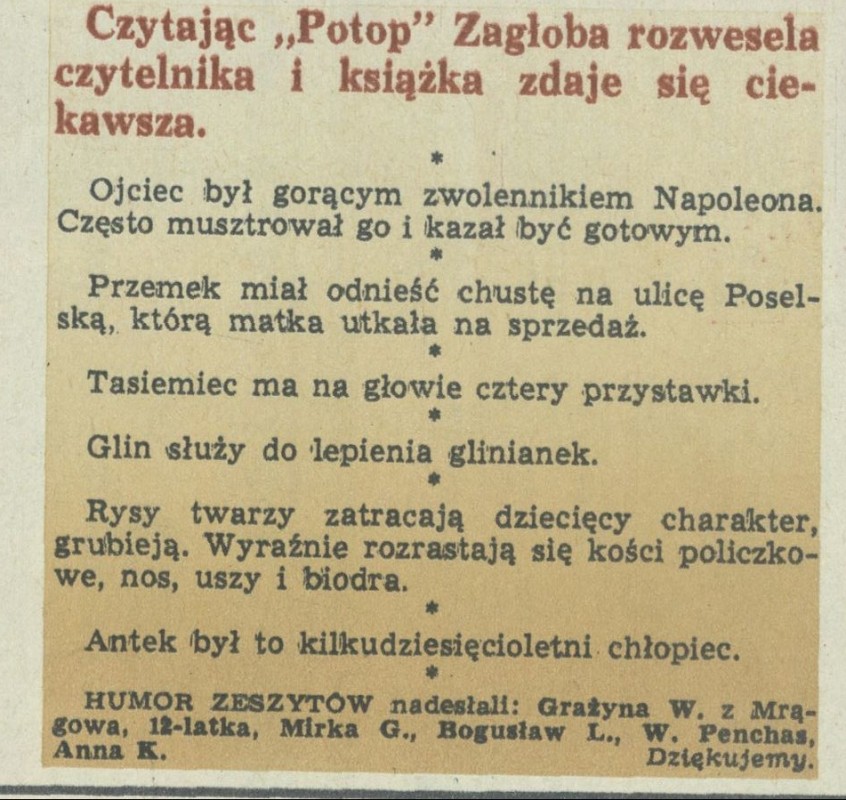 Czytając „Potop” Zagłoba rozwesela
czytelnika i książka zdaje się cie-
kawsza.
*
Ojciec był gorącym zwolennikiem Napoleona.
Często musztrował go i kazał być gotowym.
*
Przemek miał odnieść chustę na ulicę Posel-
ską, którą matka utkała na sprzedaż.
*
Tasiemiec ma na głowie cztery przystawki.
*
Glin służy do lepienia glinianek.
*
Rysy twarzy zatracają dziecięcy charakter,
grubieją. Wyraźnie rozrastają się kości policzko-
we, nos, uszy i biodra.
*
Antek był to kilkudziesięcioletni chłopiec.
*
HUMOR ZESZYTÓW nadesłali: Grażyna W. z Mrą-
gowa, 12-latka, Mirka G., Bogusław L., W. Penchas,
Anna K. Dziękujemy.